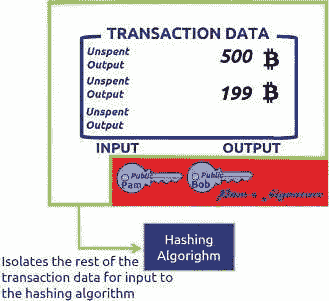 TRANSACTION DATA
Unspent
Output
500 ₿
Unspent
Output
199 ₿
Unspent
Output
INPUT OUTPUT
Public
Pam
Public
Bob
Pam's Signature
Hashing
Algorighm
Isolates the rest of the
transaction data for input to
the hashing algorithm